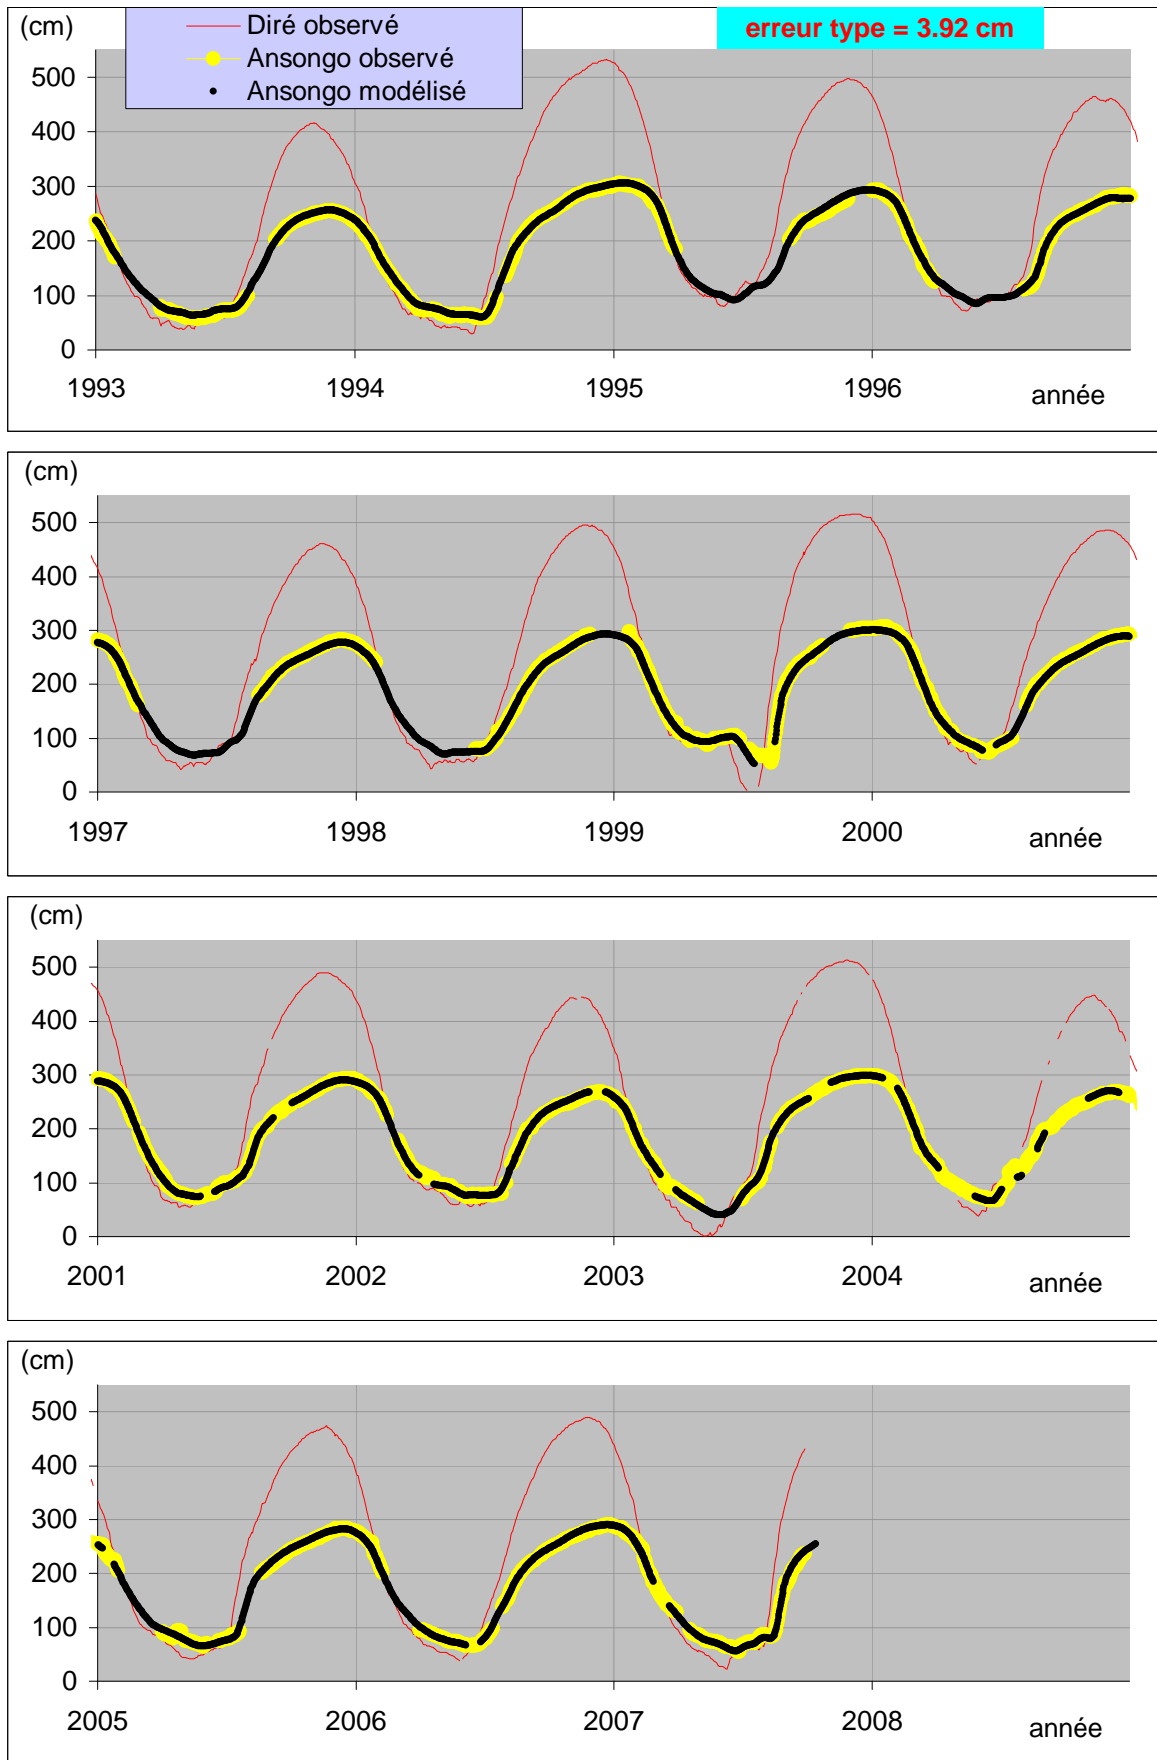 (cm)
Diré observé
Ansongo observé
Ansongo modélisé
erreur type = 3.92 cm
500
400
300
200
100
0
1993 1994 1995 1996
année
(cm)
500
400
300
200
100
0
1997 1998 1999 2000
année
(cm)
500
400
300
200
100
0
2001 2002 2003 2004
année
(cm)
500
400
300
200
100
0
2005 2006 2007 2008
année